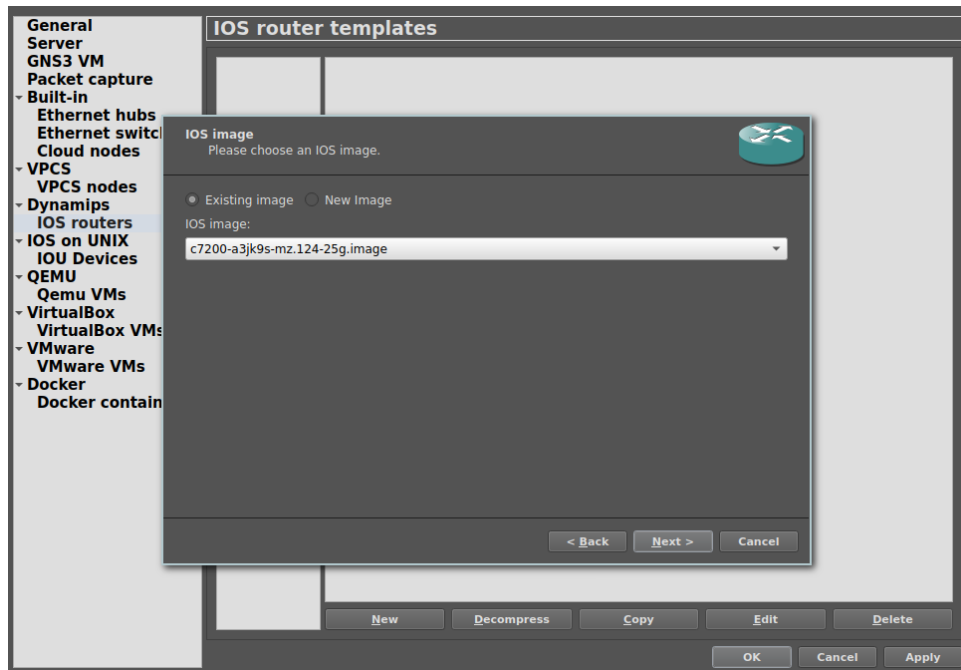 General
Server
GNS3 VM
Packet capture
Built-in
Ethernet hubs
Ethernet switc
Cloud nodes
VPCS
VPCS nodes
Dynamips
IOS routers
IOS on UNIX
IOU Devices
QEMU
Qemu VMs
VirtualBox
VirtualBox VMs
VMware
VMware VMs
Docker
Docker contain
IOS router templates
IOS image
Please choose an IOS image.
Existing image New Image
IOS image:
c7200-a3jk9s-mz.124-25g.image
< Back Next > Cancel
New Decompress Copy Edit Delete
OK Cancel Apply